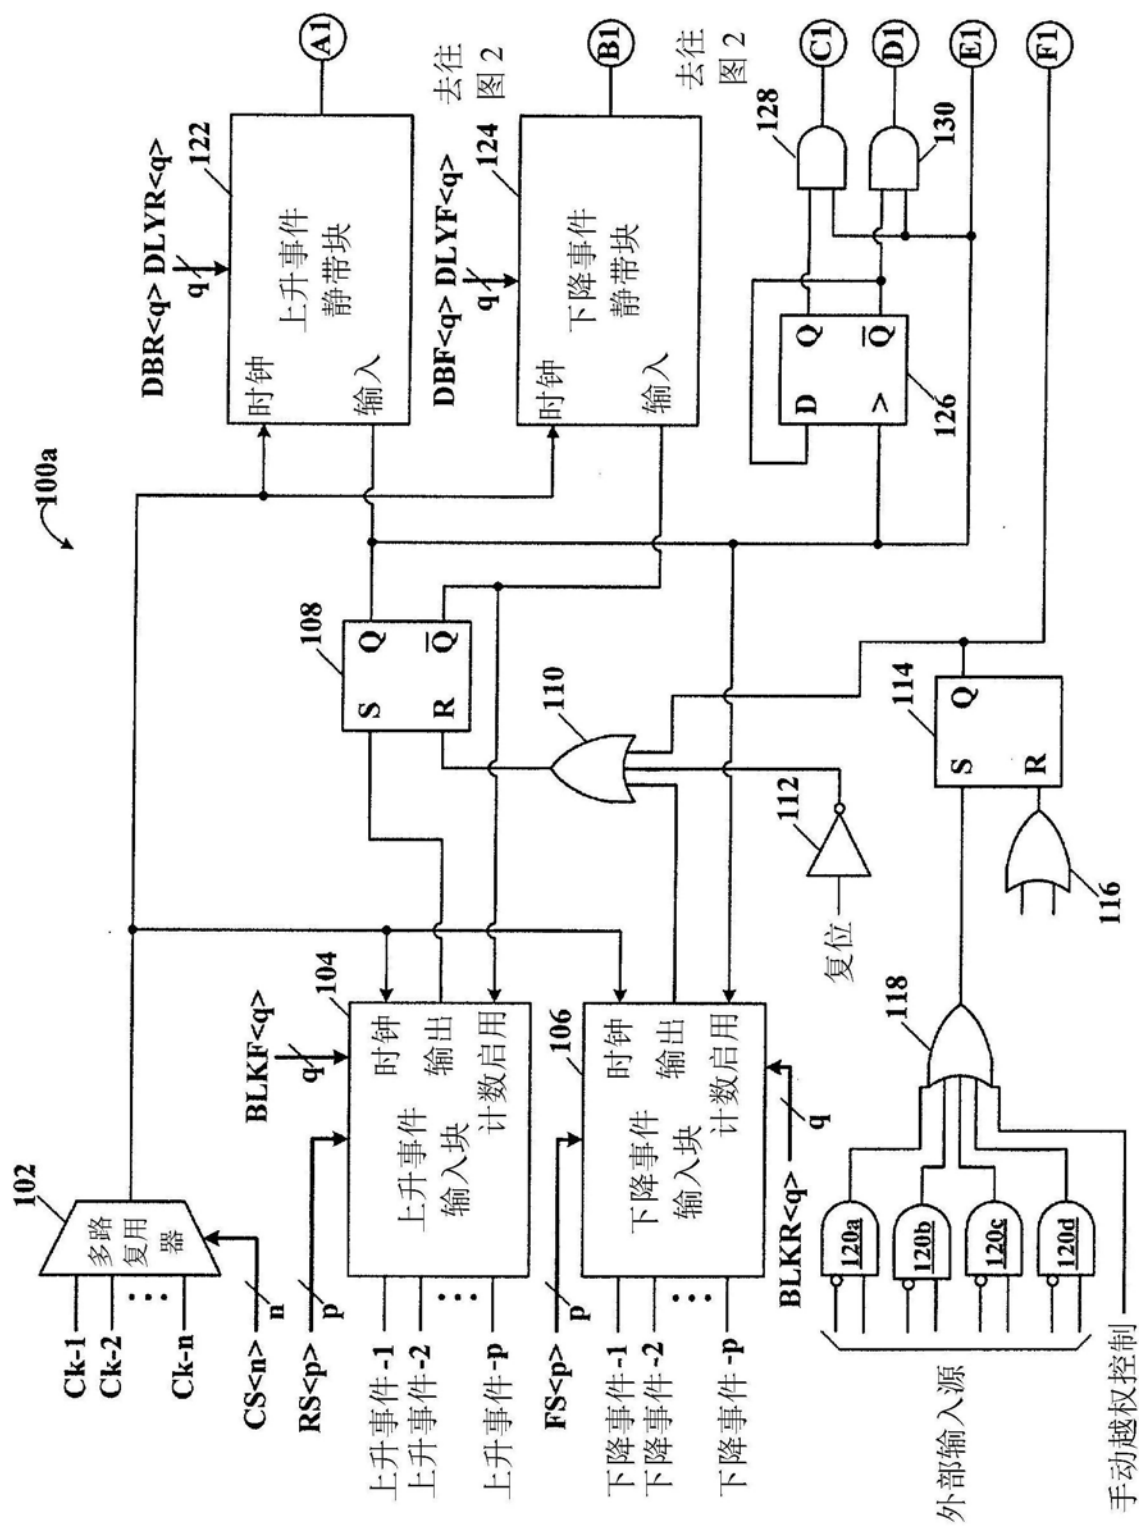 100a
102
多路
复用
器
Ck-1
Ck-2
Ck-n
CS<n>
n
RS<p>
p
BLKF<q>
q
104
时钟
输出
计数启用
上升事件
输入块
上升事件-1
上升事件-2
上升事件-p
FS<p>
p
106
时钟
输出
计数启用
下降事件
输入块
下降事件-1
下降事件-2
下降事件-p
BLKR<q>
q
108
S
Q
R
Q
110
112
复位
114
S
Q
R
116
118
120a
120b
120c
120d
外部输入源
手动越权控制
DBR<q> DLYR<q>
q
122
时钟
输入
上升事件
静带块
A1
去往
图 2
DBF<q> DLYF<q>
q
124
时钟
输入
下降事件
静带块
B1
去往
图 2
126
D
Q
>
Q
128
130
C1
D1
E1
F1